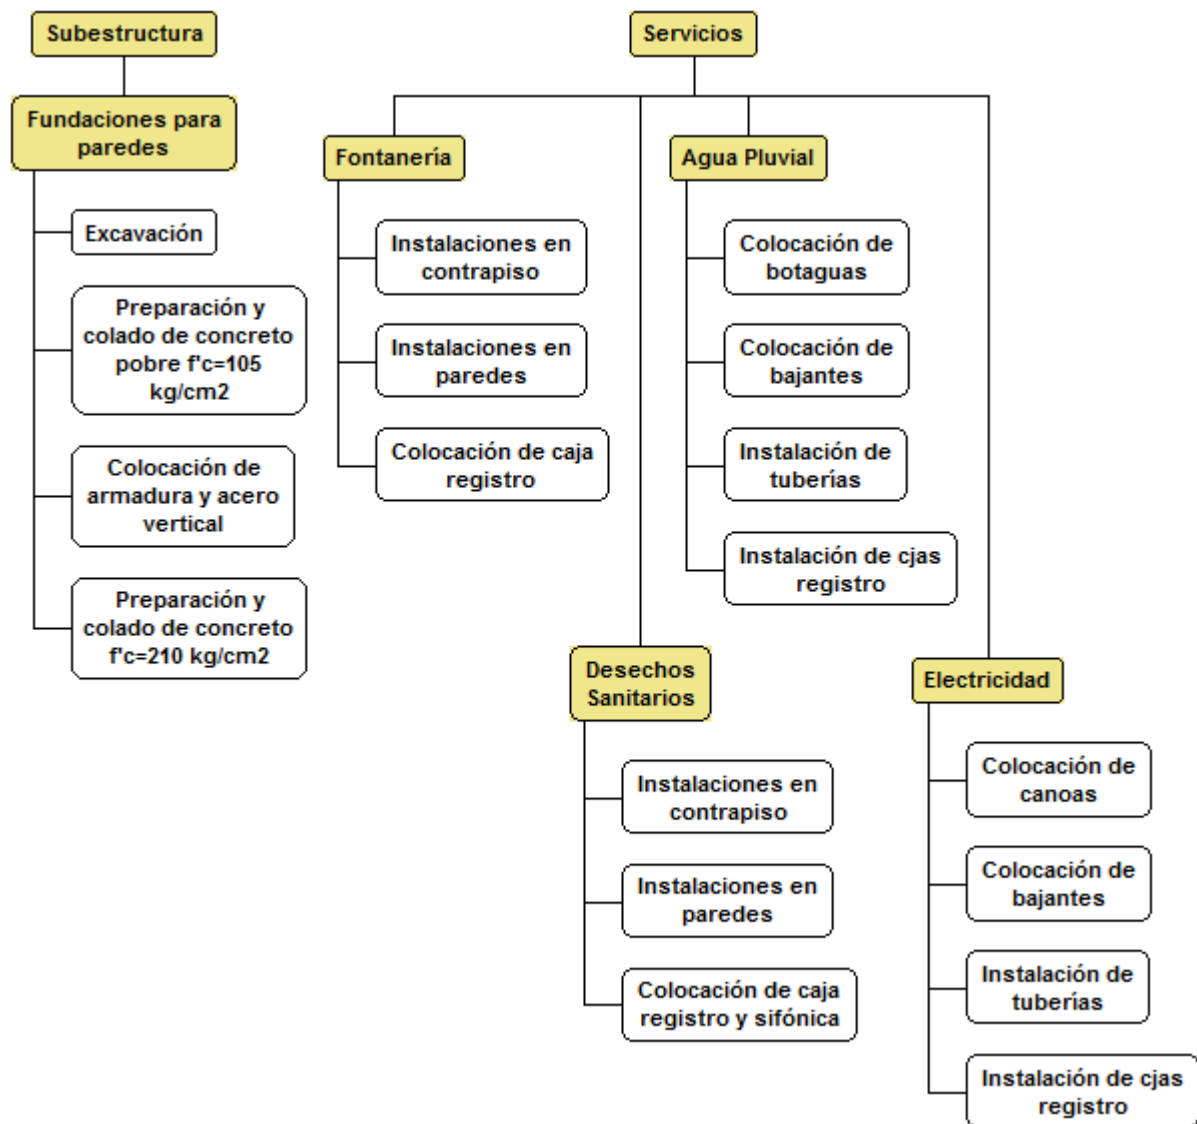 Subestructura
Fundaciones para
paredes
Excavación
Preparación y
colado de concreto
pobre f'c=105
kg/cm2
Colocación de
armadura y acero
vertical
Preparación y
colado de concreto
f'c=210 kg/cm2
Servicios
Fontanería
Instalaciones en
contrapiso
Instalaciones en
paredes
Colocación de caja
registro
Agua Pluvial
Colocación de
botaguas
Colocación de
bajantes
Instalación de
tuberías
Instalación de cjas
registro
Desechos
Sanitarios
Instalaciones en
contrapiso
Instalaciones en
paredes
Colocación de caja
registro y sifónica
Electricidad
Colocación de
canoas
Colocación de
bajantes
Instalación de
tuberías
Instalación de cjas
registro